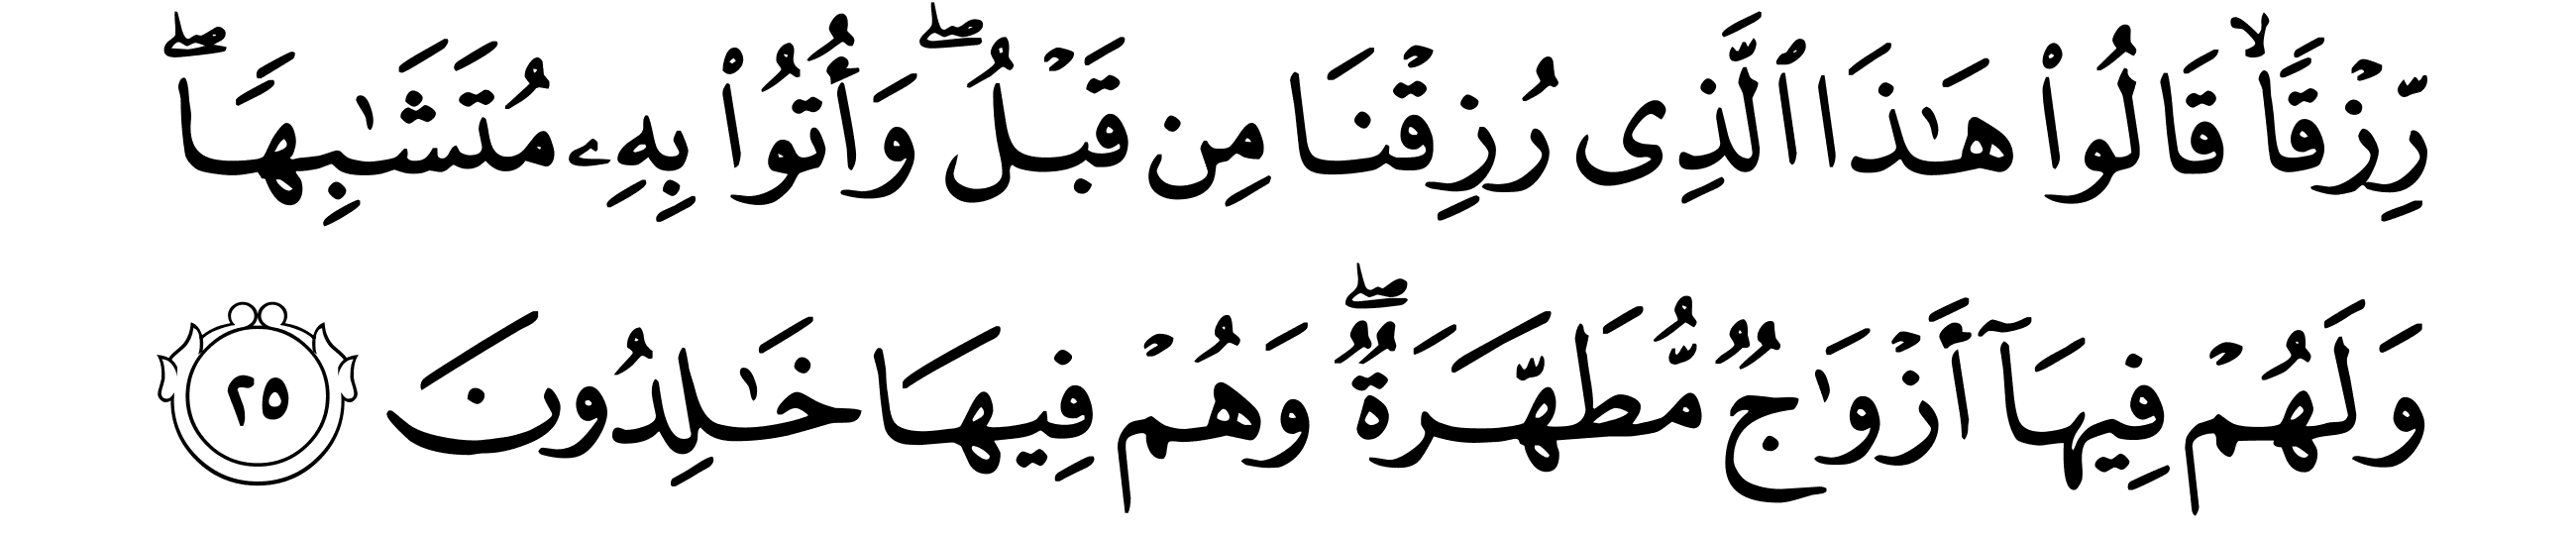 رِّزْقًا ۙ قَالُوا۟ هَـٰذَا ٱلَّذِى رُزِقْنَا مِن قَبْلُ ۖ وَأُتُوا۟ بِهِۦ مُتَشَـٰبِهًا ۖ
وَلَهُمْ فِيهَآ أَزْوَٰجٌ مُّطَهَّرَةٌ ۖ وَهُمْ فِيهَا خَـٰلِدُونَ ٢٥